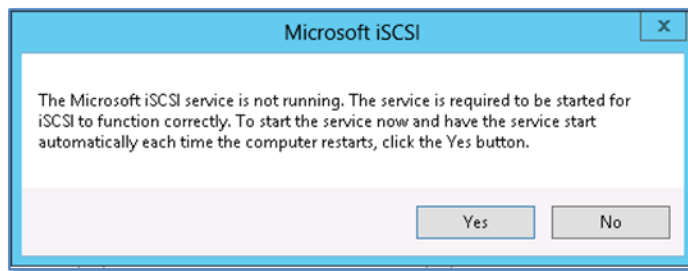 Microsoft iSCSI
x
The Microsoft iSCSI service is not running. The service is required to be started for
iSCSI to function correctly. To start the service now and have the service start
automatically each time the computer restarts, click the Yes button.
Yes No